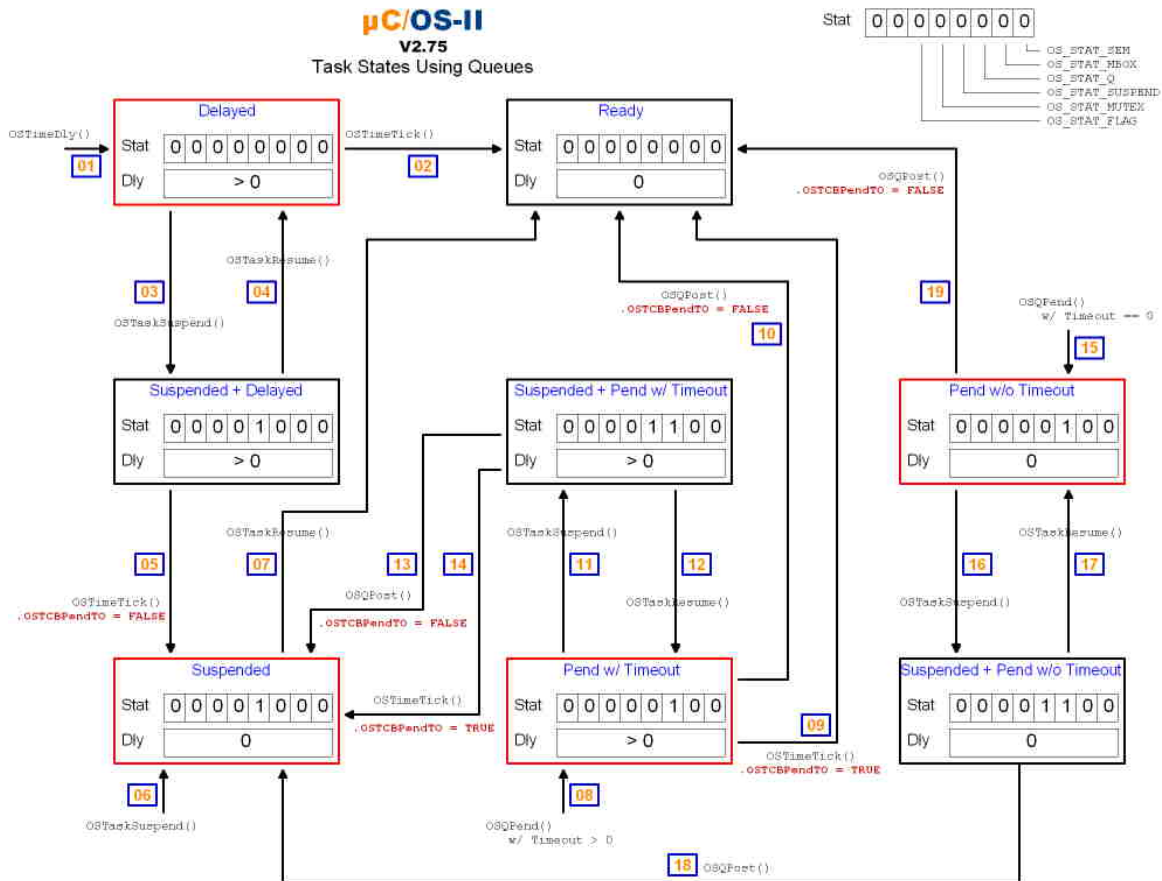 µC/OS-II
V2.75
Task States Using Queues
Stat 0 0 0 0 0 0 0 0
OS_STAT_SEM
OS_STAT_MBOX
OS_STAT_Q
OS_STAT_SUSPEND
OS_STAT_MUTEX
OS_STAT_FLAG
OSTimeDly()
01
Delayed
Stat 0 0 0 0 0 0 0 0
Dly > 0
OSTimeTick()
02
Ready
Stat 0 0 0 0 0 0 0 0
Dly 0
OSQPost()
.OSTCBPendTO = FALSE
19
03
OSTaskSuspend()
04
OSTaskResume()
OSQPost()
.OSTCBPendTO = FALSE
10
OSQPend()
w/ Timeout == 0
15
Suspended + Delayed
Stat 0 0 0 0 1 0 0 0
Dly > 0
Suspended + Pend w/ Timeout
Stat 0 0 0 0 1 1 0 0
Dly > 0
Pend w/o Timeout
Stat 0 0 0 0 0 1 0 0
Dly 0
05
OSTimeTick()
.OSTCBPendTO = FALSE
07
OSTaskResume()
13
OSQPost()
.OSTCBPendTO = FALSE
14
OSTimeTick()
.OSTCBPendTO = TRUE
11
OSTaskSuspend()
12
OSTaskResume()
16
OSTaskSuspend()
17
OSTaskResume()
Suspended
Stat 0 0 0 0 1 0 0 0
Dly 0
Pend w/ Timeout
Stat 0 0 0 0 0 1 0 0
Dly > 0
09
OSTimeTick()
.OSTCBPendTO = TRUE
Suspended + Pend w/o Timeout
Stat 0 0 0 0 1 1 0 0
Dly 0
06
OSTaskSuspend()
08
OSQPend()
w/ Timeout > 0
18 OSQPost()